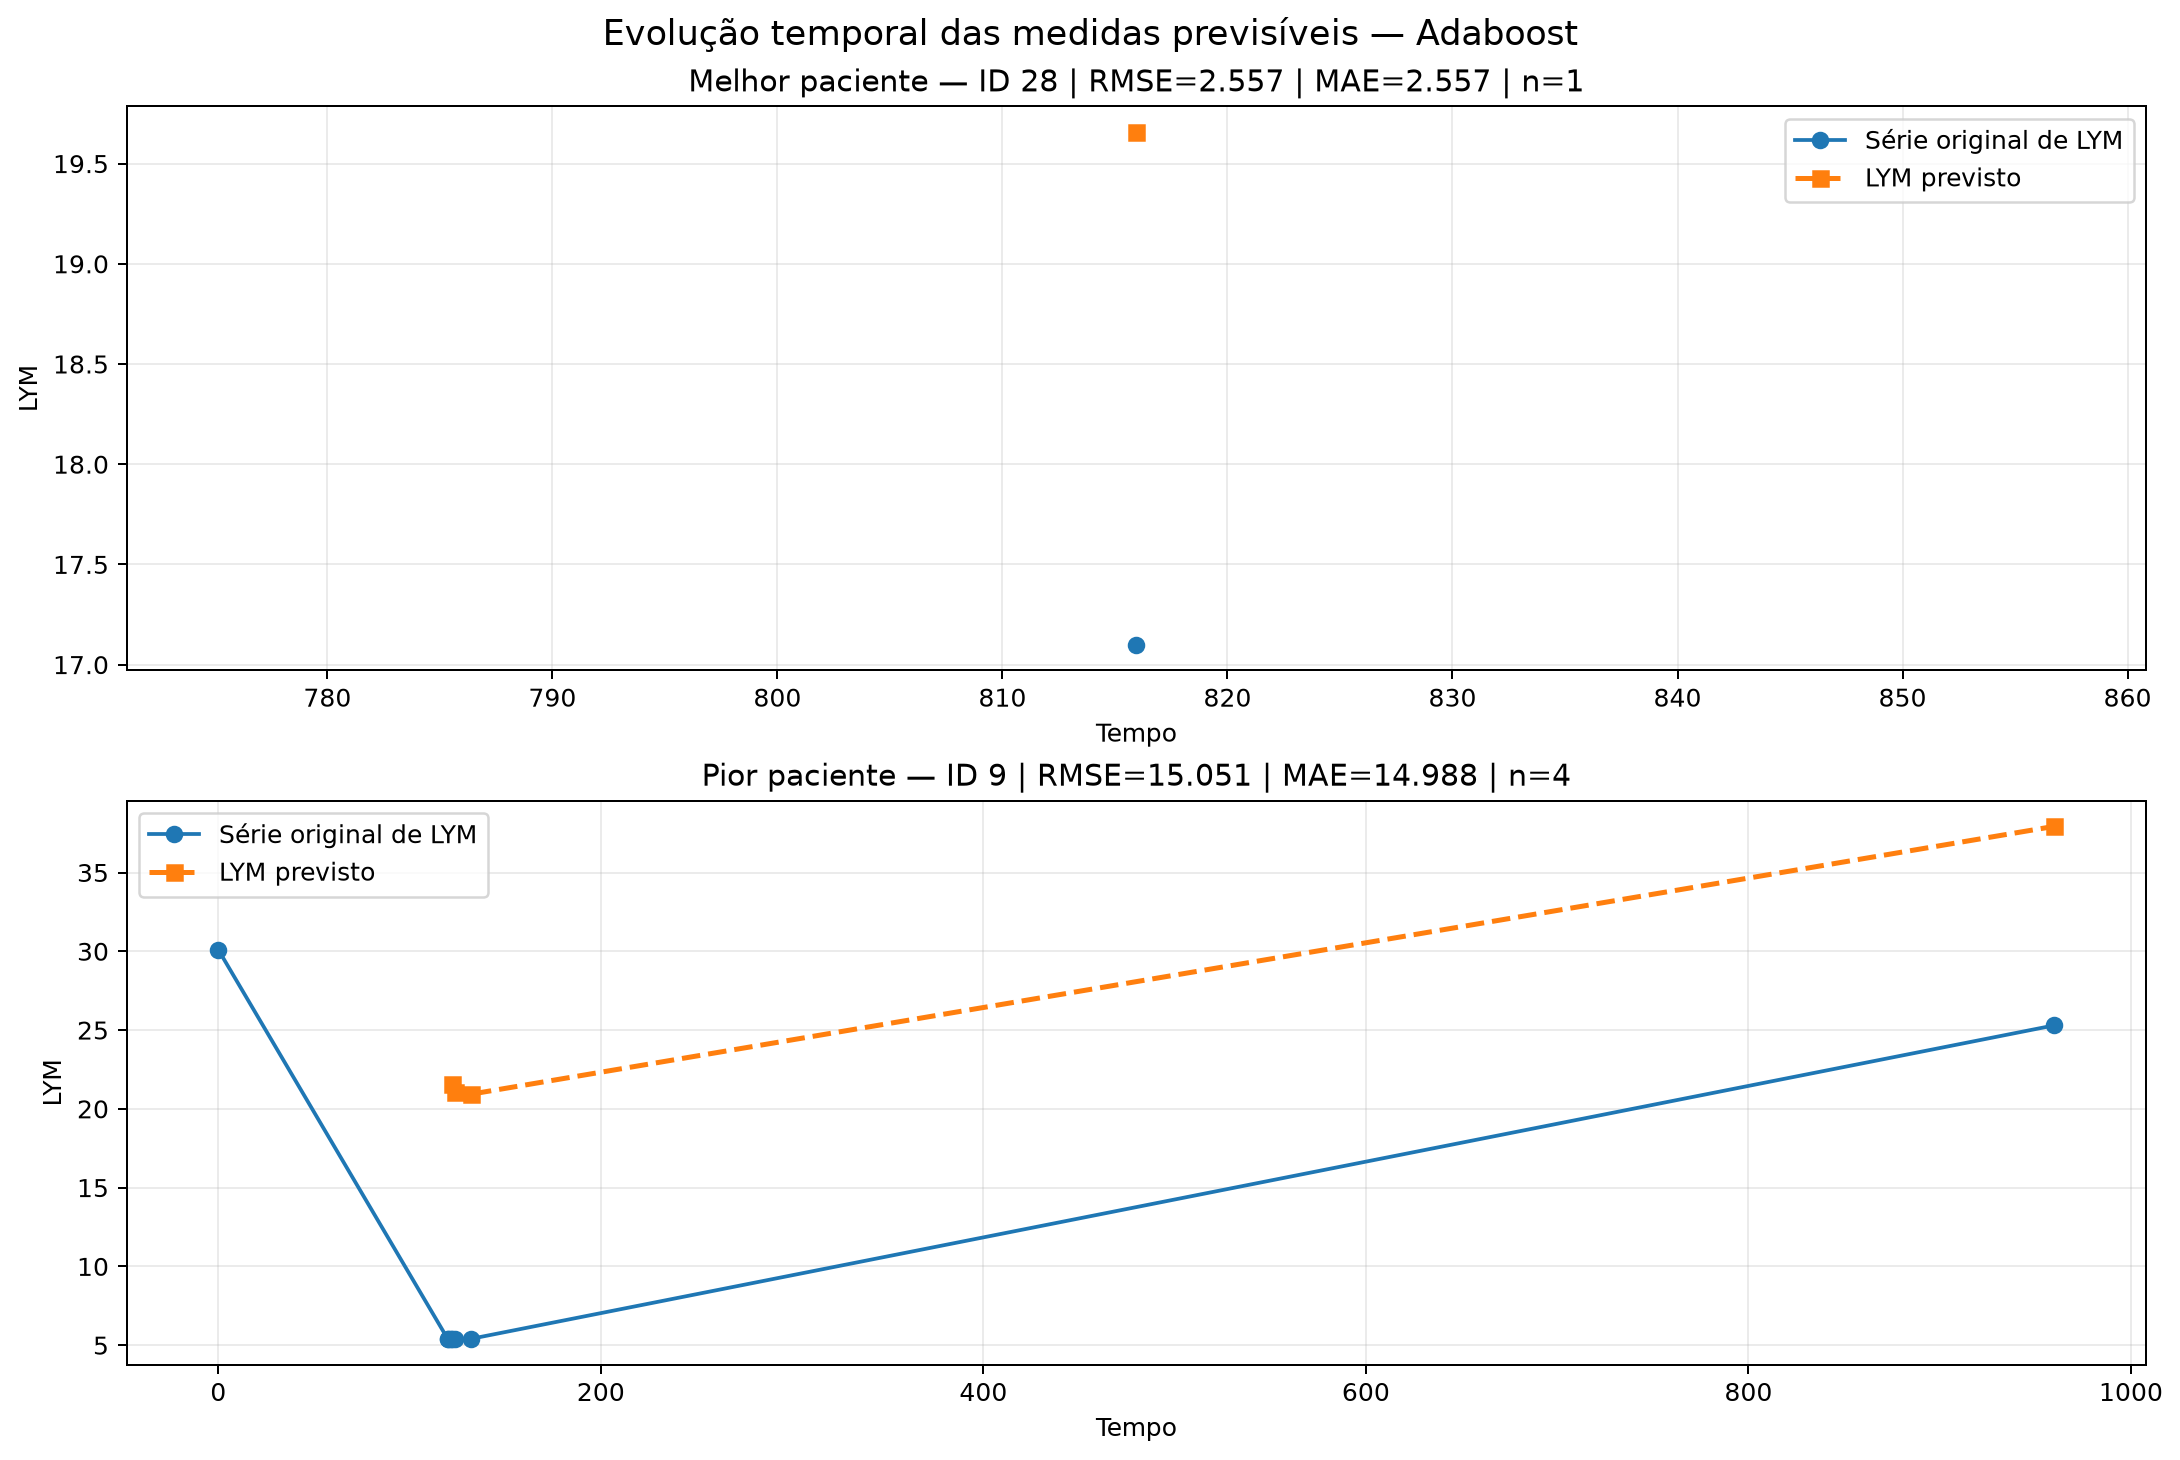 Evolução temporal das medidas previsíveis — Adaboost
Melhor paciente — ID 28 | RMSE=2.557 | MAE=2.557 | n=1
Série original de LYM
LYM previsto
19.5
19.0
18.5
18.0
17.5
17.0
LYM
780 790 800 810 820 830 840 850 860
Tempo
Pior paciente — ID 9 | RMSE=15.051 | MAE=14.988 | n=4
Série original de LYM
LYM previsto
35
30
25
20
15
10
5
LYM
0 200 400 600 800 1000
Tempo